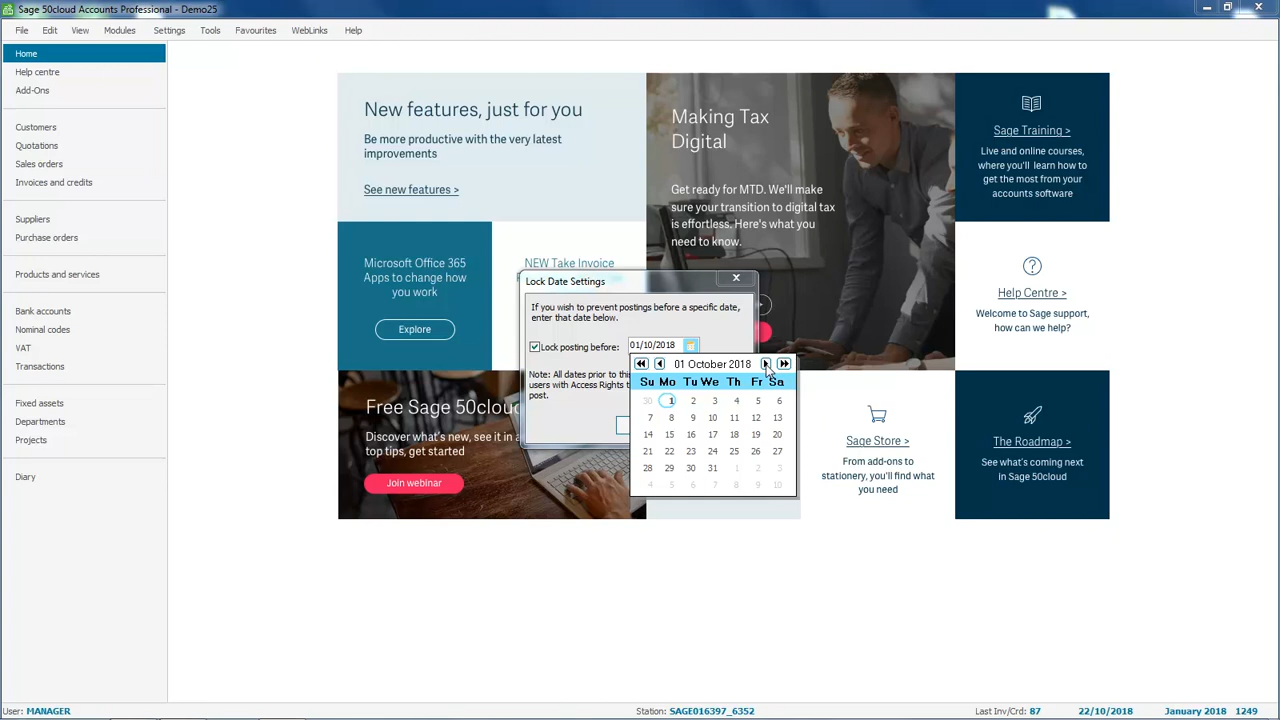 Sage 50cloud Accounts Professional - Demo25
File Edit View Modules Settings Tools Favourites WebLinks Help
Home
Help centre
Add-Ons
Customers
Quotations
Sales orders
Invoices and credits
Suppliers
Purchase orders
Products and services
Bank accounts
Nominal codes
VAT
Transactions
Fixed assets
Departments
Projects
Diary
New features, just for you
Be more productive with the very latest
improvements
See new features >
Making Tax
Digital
Get ready for MTD. We'll make
sure your transition to digital tax
is effortless. Here's what you
need to know.
Sage Training >
Live and online courses,
where you'll learn how to
get the most from your
accounts software
Microsoft Office 365
Apps to change how
you work
Explore
NEW Take Invoice
Help Centre >
Welcome to Sage support,
how can we help?
Lock Date Settings
If you wish to prevent postings before a specific date,
enter that date below.
Lock posting before: 01/10/2018
Note: All dates prior to this
users with Access Rights t
post.
01 October 2018
Su Mo Tu We Th Fr Sa
30 1 2 3 4 5 6
7 8 9 10 11 12 13
14 15 16 17 18 19 20
21 22 23 24 25 26 27
28 29 30 31 1 2 3
4 5 6 7 8 9 10
Free Sage 50cloud
Discover what's new, see it in a
top tips, get started
Join webinar
Sage Store >
From add-ons to
stationery, you'll find what
you need
The Roadmap >
See what's coming next
in Sage 50cloud
User: MANAGER
Station: SAGE016397_6352
Last Inv/Crd: 87
22/10/2018
January 2018 1249